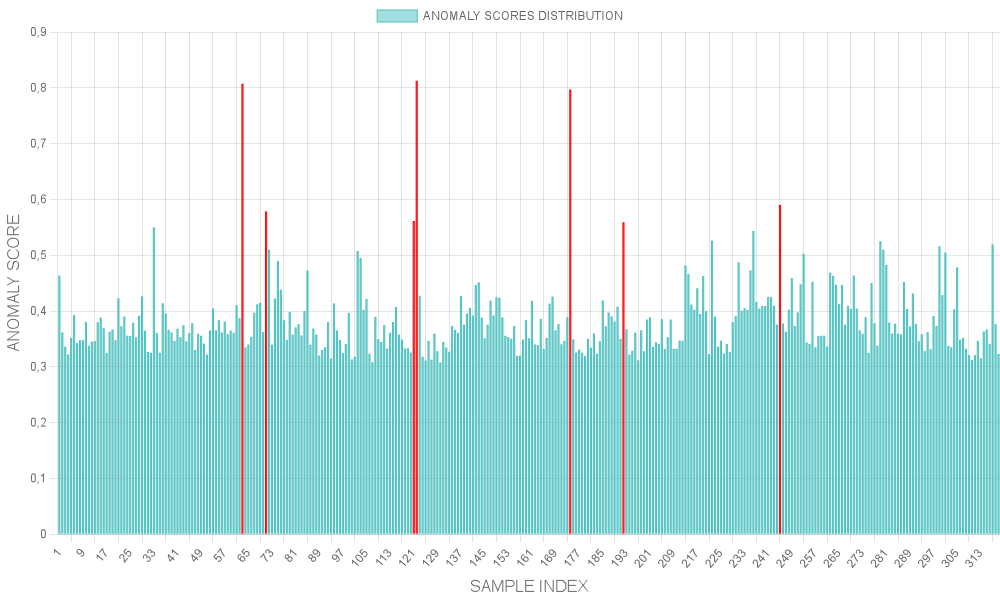 ANOMALY SCORES DISTRIBUTION
0,9
0,8
0,7
0,6
0,5
0,4
0,3
0,2
0,1
0
ANOMALY SCORE
1 9 17 25 33 41 49 57 65 73 81 89 97 105 113 121 129 137 145 153 161 169 177 185 193 201 209 217 225 233 241 249 257 265 273 281 289 297 305 313
SAMPLE INDEX